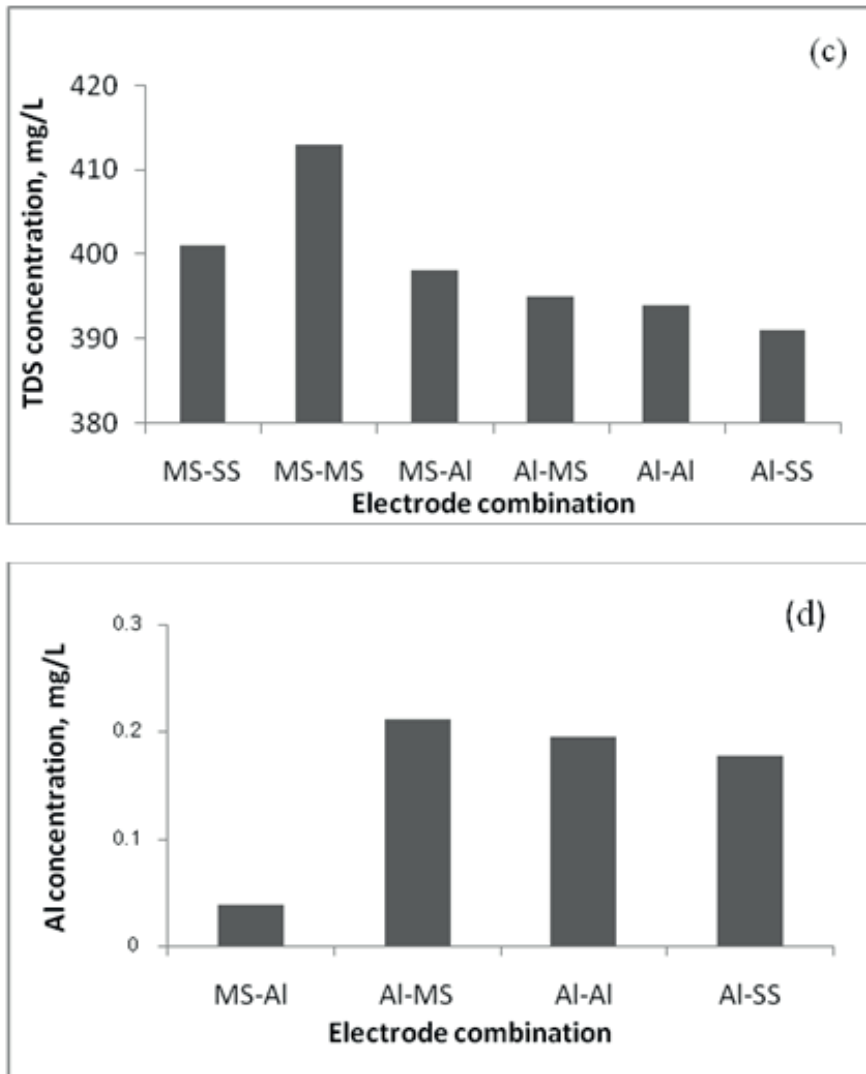 (c)
TDS concentration, mg/L
420
410
400
390
380
MS-SS MS-MS MS-Al Al-MS Al-Al Al-SS
Electrode combination
(d)
Al concentration, mg/L
0.3
0.2
0.1
0
MS-Al Al-MS Al-Al Al-SS
Electrode combination